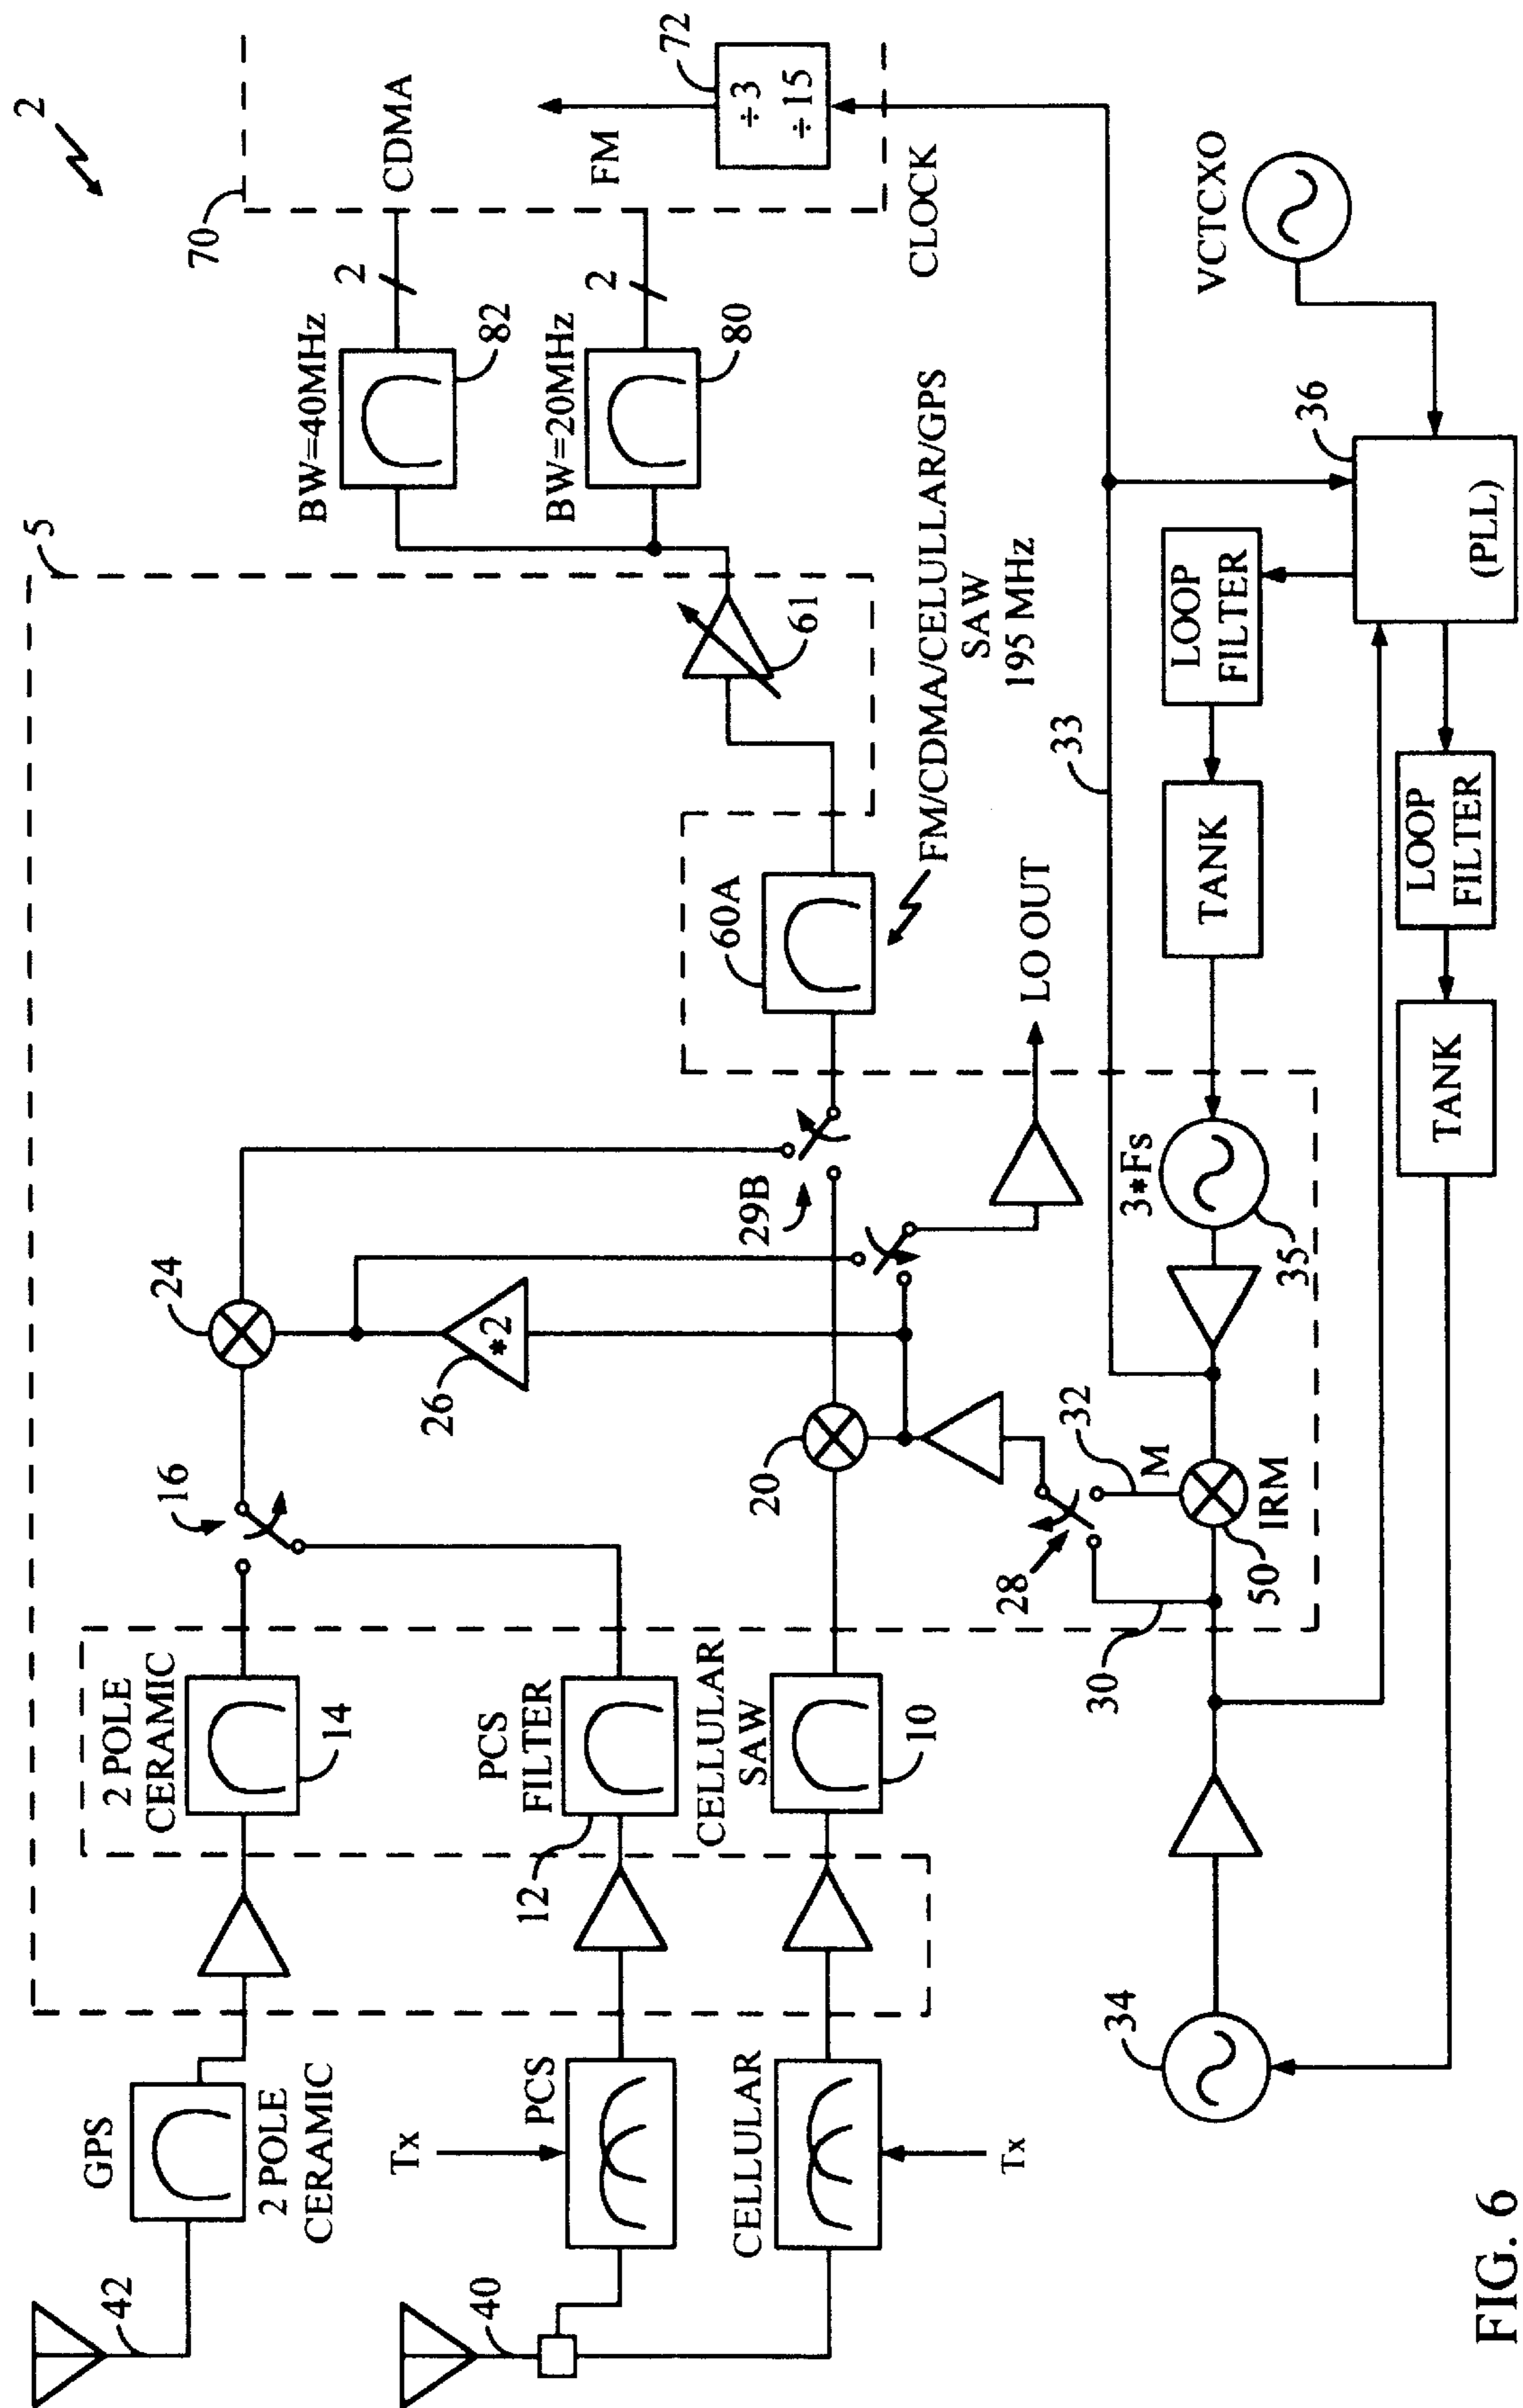 2
5
70
CDMA
FM
72
÷3
÷15
CLOCK
BW=40MHz
82
2
BW=20MHz
80
2
61
60A
FM/CDMA/CELULLAR/GPS
SAW
195 MHz
24
26
*2
29B
20
16
28
32
M
30
50
IRM
33
LO OUT
3*Fs
35
TANK
LOOP
FILTER
36
(PLL)
VCTCXO
LOOP
FILTER
TANK
34
2 POLE
CERAMIC
14
PCS
FILTER
12
CELLULAR
SAW
10
GPS
2 POLE
CERAMIC
42
Tx
PCS
CELLULAR
Tx
40
FIG. 6